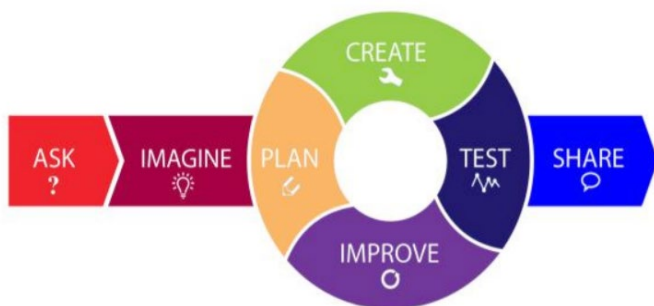 ASK
?
IMAGINE
PLAN
CREATE
TEST
IMPROVE
SHARE